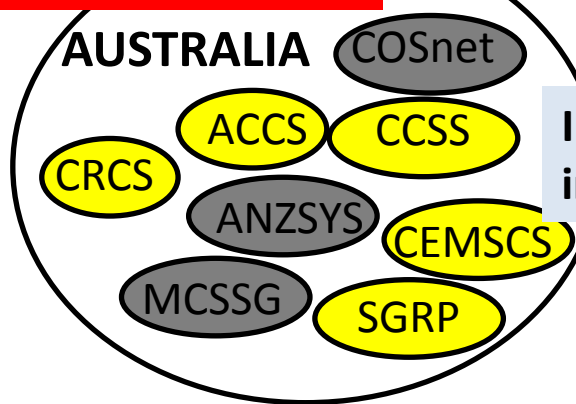 AUSTRALIA
COSnet
ACCS
CCSS
CRCS
ANZSYS
CEMSCS
MCSSG
SGRP